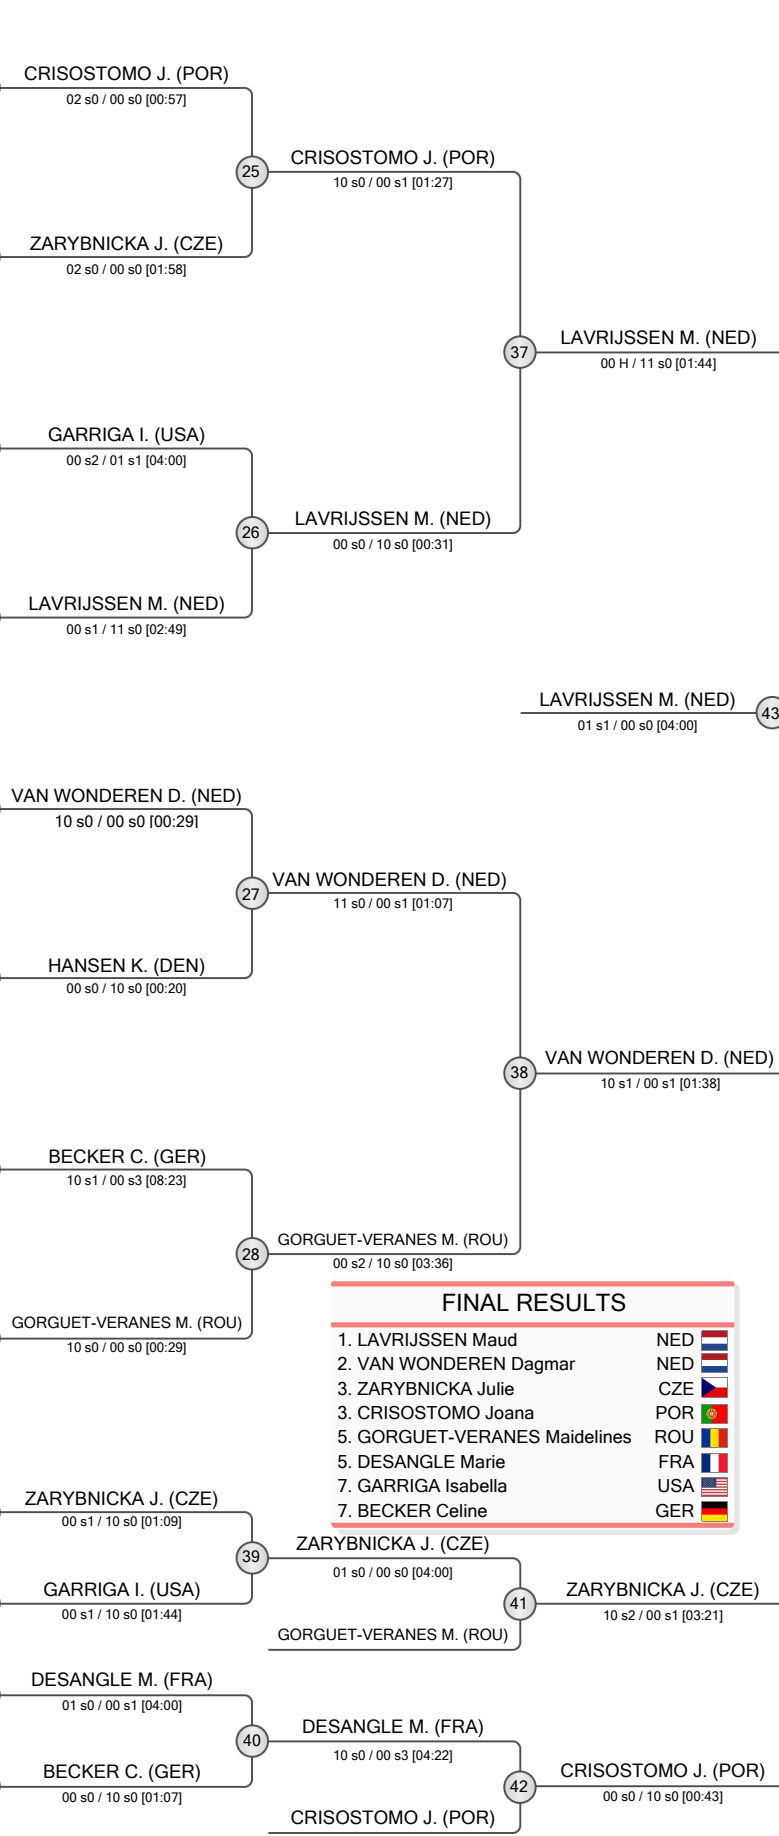 CRISOSTOMO J. (POR)
02 s0 / 00 s0 [00:57]
CRISOSTOMO J. (POR)
25
10 s0 / 00 s1 [01:27]
ZARYBNICKA J. (CZE)
02 s0 / 00 s0 [01:58]
LAVRIJSSEN M. (NED)
37
00 H / 11 s0 [01:44]
GARRIGA I. (USA)
00 s2 / 01 s1 [04:00]
LAVRIJSSEN M. (NED)
26
00 s0 / 10 s0 [00:31]
LAVRIJSSEN M. (NED)
00 s1 / 11 s0 [02:49]
LAVRIJSSEN M. (NED)
43
01 s1 / 00 s0 [04:00]
VAN WONDEREN D. (NED)
10 s0 / 00 s0 [00:29]
VAN WONDEREN D. (NED)
27
11 s0 / 00 s1 [01:07]
HANSEN K. (DEN)
00 s0 / 10 s0 [00:20]
VAN WONDEREN D. (NED)
38
10 s1 / 00 s1 [01:38]
BECKER C. (GER)
10 s1 / 00 s3 [08:23]
GORGUET-VERANES M. (ROU)
28
00 s2 / 10 s0 [03:36]
GORGUET-VERANES M. (ROU)
10 s0 / 00 s0 [00:29]
FINAL RESULTS
1. LAVRIJSSEN Maud NED
2. VAN WONDEREN Dagmar NED
3. ZARYBNICKA Julie CZE
3. CRISOSTOMO Joana POR
5. GORGUET-VERANES Maidelines ROU
5. DESANGLE Marie FRA
7. GARRIGA Isabella USA
7. BECKER Celine GER
ZARYBNICKA J. (CZE)
00 s1 / 10 s0 [01:09]
ZARYBNICKA J. (CZE)
39
01 s0 / 00 s0 [04:00]
GARRIGA I. (USA)
00 s1 / 10 s0 [01:44]
ZARYBNICKA J. (CZE)
41
10 s2 / 00 s1 [03:21]
GORGUET-VERANES M. (ROU)
DESANGLE M. (FRA)
01 s0 / 00 s1 [04:00]
DESANGLE M. (FRA)
40
10 s0 / 00 s3 [04:22]
BECKER C. (GER)
00 s0 / 10 s0 [01:07]
CRISOSTOMO J. (POR)
42
00 s0 / 10 s0 [00:43]
CRISOSTOMO J. (POR)